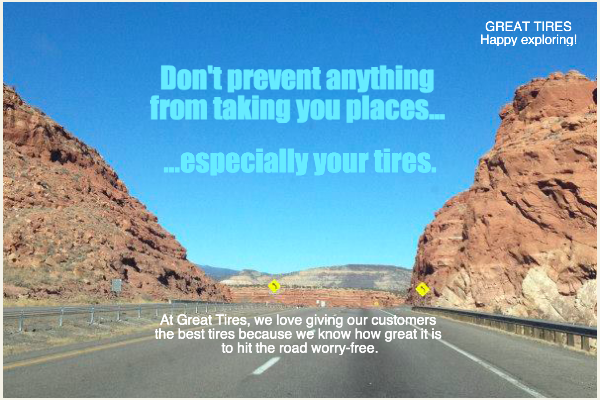 GREAT TIRES
Happy exploring!
Don't prevent anything
from taking you places...
...especially your tires.
At Great Tires, we love giving our customers
the best tires because we know how great it is
to hit the road worry-free.